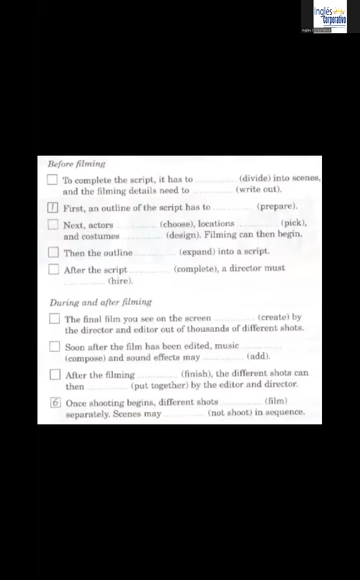 Inglés
corporativo
Before filming
To complete the script, it has to ............ (divide) into scenes,
and the filming details need to ............ (write out).
1 First, an outline of the script has to ............ (prepare).
Next, actors ............ (choose), locations ............ (pick),
and costumes ............ (design). Filming can then begin.
Then the outline ............ (expand) into a script.
After the script ............ (complete), a director must
............ (hire).
During and after filming
The final film you see on the screen ............ (create) by
the director and editor out of thousands of different shots.
Soon after the film has been edited, music ............
(compose) and sound effects may ............ (add).
After the filming ............ (finish), the different shots can
then ............ (put together) by the editor and director.
6 Once shooting begins, different shots ............ (film)
separately. Scenes may ............ (not shoot) in sequence.